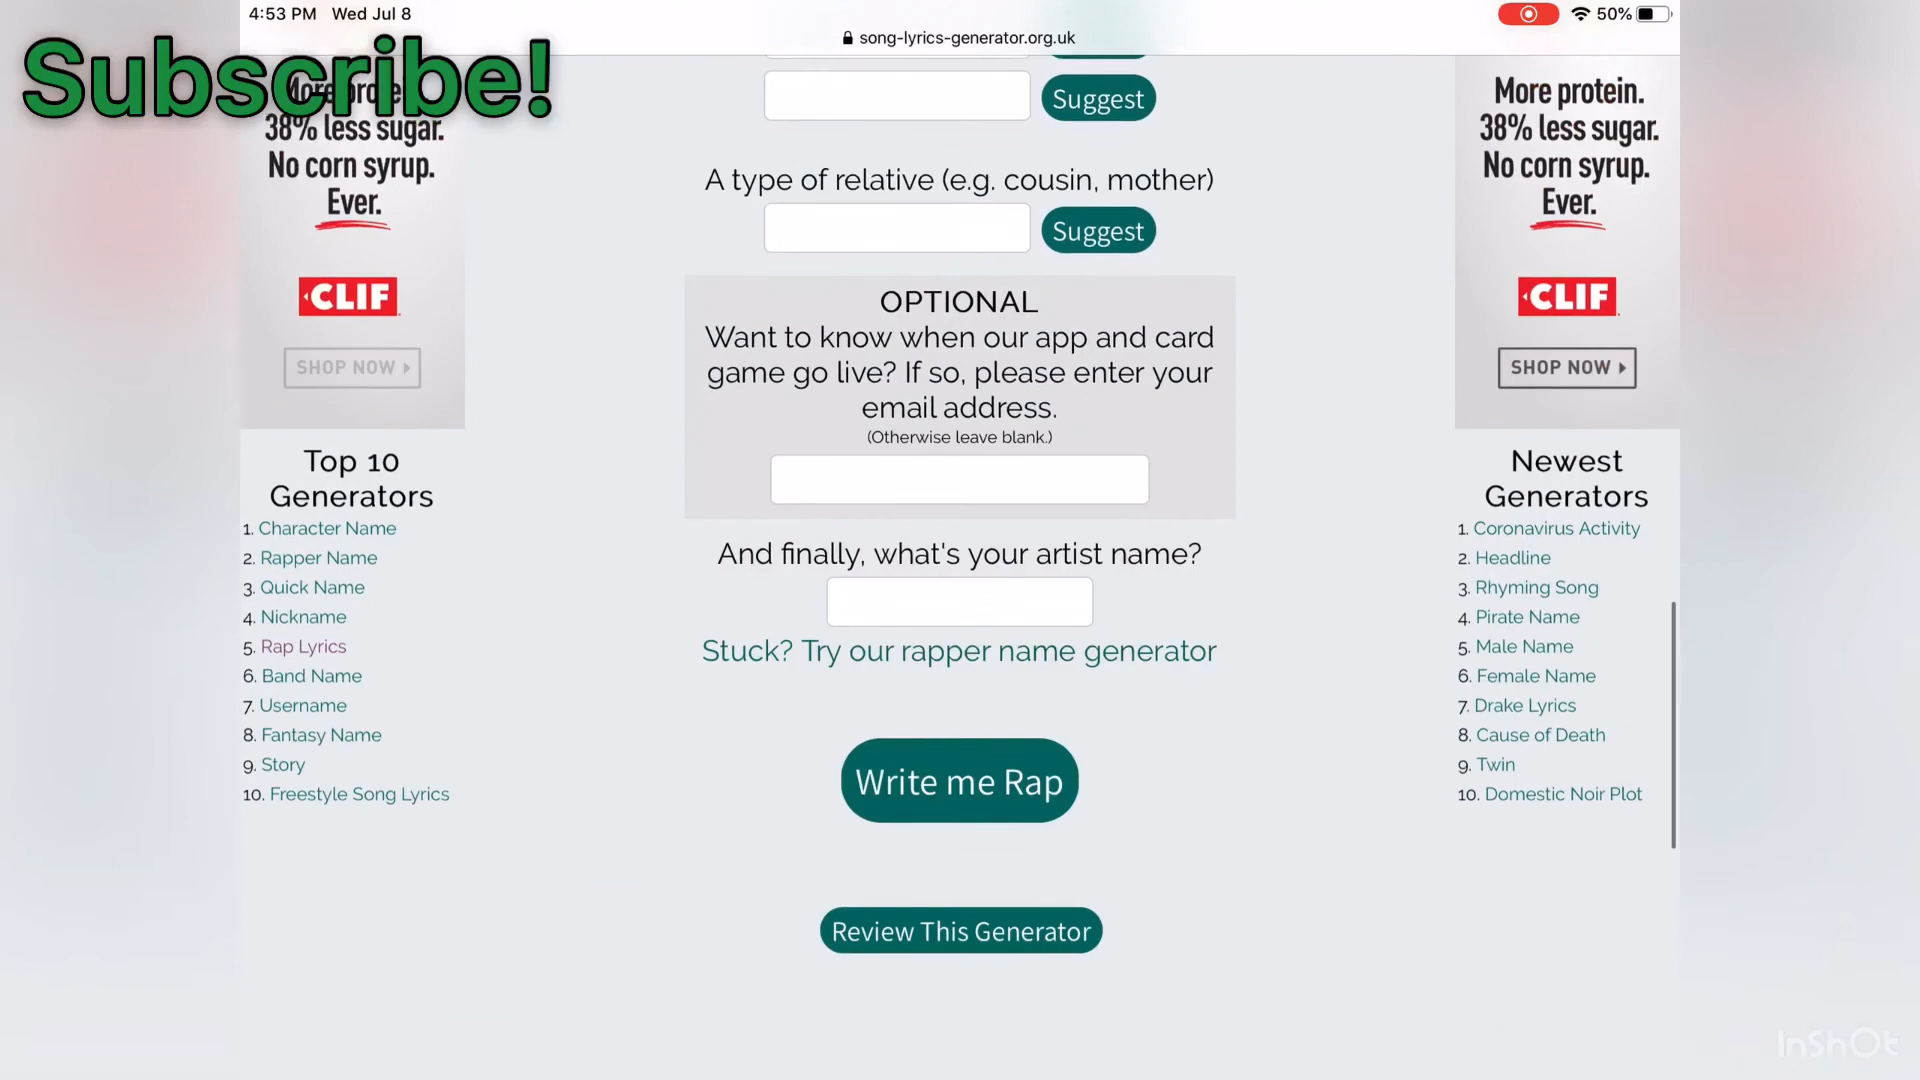 4:53 PM Wed Jul 8
50%
song-lyrics-generator.org.uk
Subscribe!
More protein.
38% less sugar.
No corn syrup.
Ever.
CLIF
SHOP NOW
Top 10
Generators
1. Character Name
2. Rapper Name
3. Quick Name
4. Nickname
5. Rap Lyrics
6. Band Name
7. Username
8. Fantasy Name
9. Story
10. Freestyle Song Lyrics
Suggest
A type of relative (e.g. cousin, mother)
Suggest
OPTIONAL
Want to know when our app and card
game go live? If so, please enter your
email address.
(Otherwise leave blank.)
And finally, what's your artist name?
Stuck? Try our rapper name generator
Write me Rap
Review This Generator
More protein.
38% less sugar.
No corn syrup.
Ever.
CLIF
SHOP NOW
Newest
Generators
1. Coronavirus Activity
2. Headline
3. Rhyming Song
4. Pirate Name
5. Male Name
6. Female Name
7. Drake Lyrics
8. Cause of Death
9. Twin
10. Domestic Noir Plot
InShOt